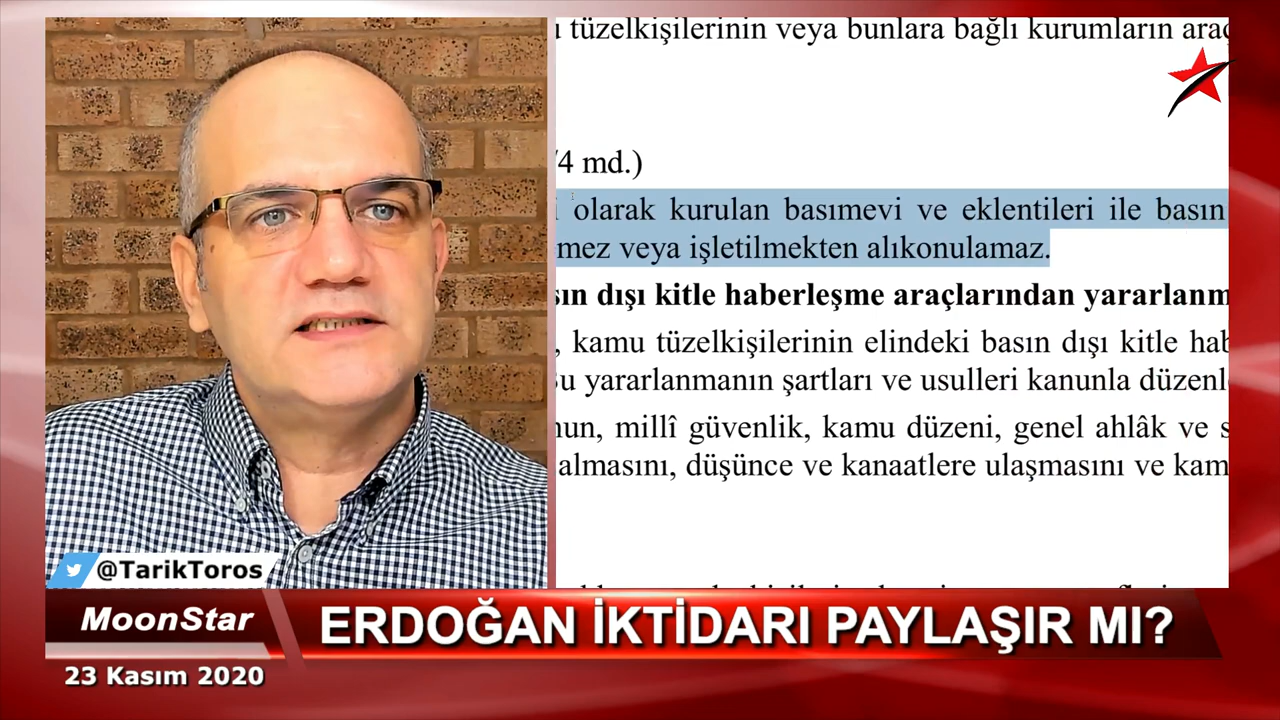 tüzelkişilerinin veya bunlara bağlı kurumların araç
/4 md.)
olarak kurulan basımevi ve eklentileri ile basın
mez veya işletilmekten alıkonulamaz.
sın dışı kitle haberleşme araçlarından yararlanm
, kamu tüzelkişilerinin elindeki basın dışı kitle hab
Bu yararlanmanın şartları ve usulleri kanunla düzenle
nun, millî güvenlik, kamu düzeni, genel ahlâk ve s
almasını, düşünce ve kanaatlere ulaşmasını ve kam
@TarikToros
MoonStar
ERDOĞAN İKTİDARI PAYLAŞIR MI?
23 Kasım 2020